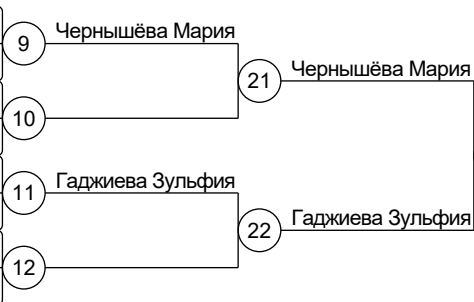 9 Чернышёва Мария
21 Чернышёва Мария
10
11 Гаджиева Зульфия
22 Гаджиева Зульфия
12